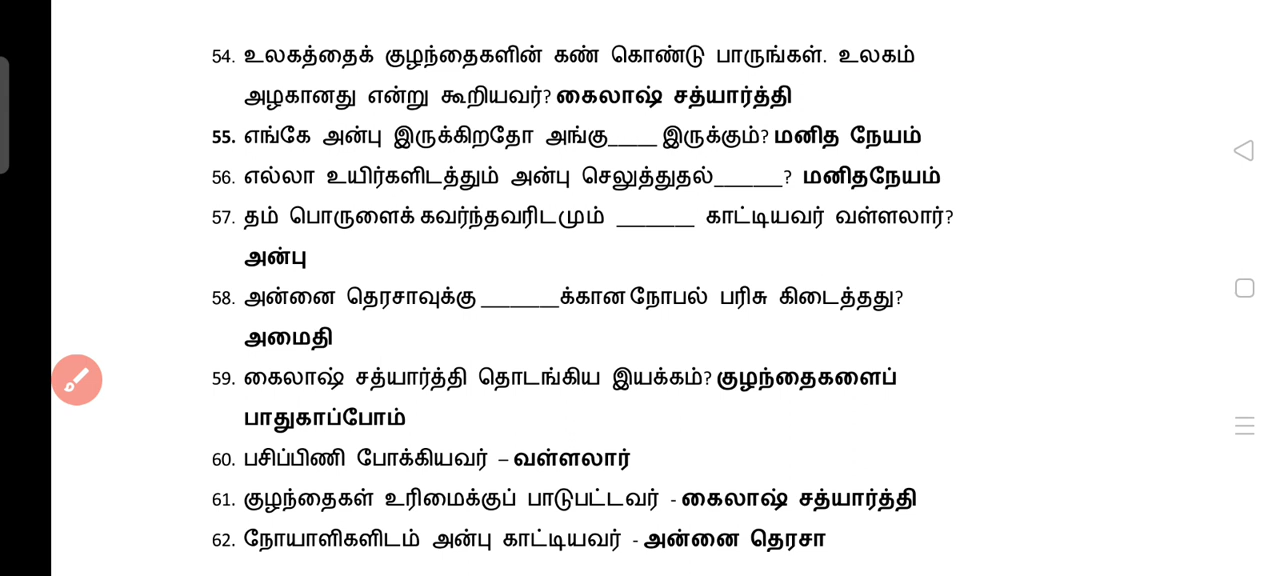 54. உலகத்தைக் குழந்தைகளின் கண் கொண்டு பாருங்கள். உலகம்
அழகானது என்று கூறியவர்? கைலாஷ் சத்யார்த்தி
55. எங்கே அன்பு இருக்கிறதோ அங்கு_____ இருக்கும்? மனித நேயம்
56. எல்லா உயிர்களிடத்தும் அன்பு செலுத்துதல்_______? மனிதநேயம்
57. தம் பொருளைக் கவர்ந்தவரிடமும் ________ காட்டியவர் வள்ளலார்?
அன்பு
58. அன்னை தெரசாவுக்கு ________க்கான நோபல் பரிசு கிடைத்தது?
அமைதி
59. கைலாஷ் சத்யார்த்தி தொடங்கிய இயக்கம்? குழந்தைகளைப்
பாதுகாப்போம்
60. பசிப்பிணி போக்கியவர் – வள்ளலார்
61. குழந்தைகள் உரிமைக்குப் பாடுபட்டவர் - கைலாஷ் சத்யார்த்தி
62. நோயாளிகளிடம் அன்பு காட்டியவர் - அன்னை தெரசா